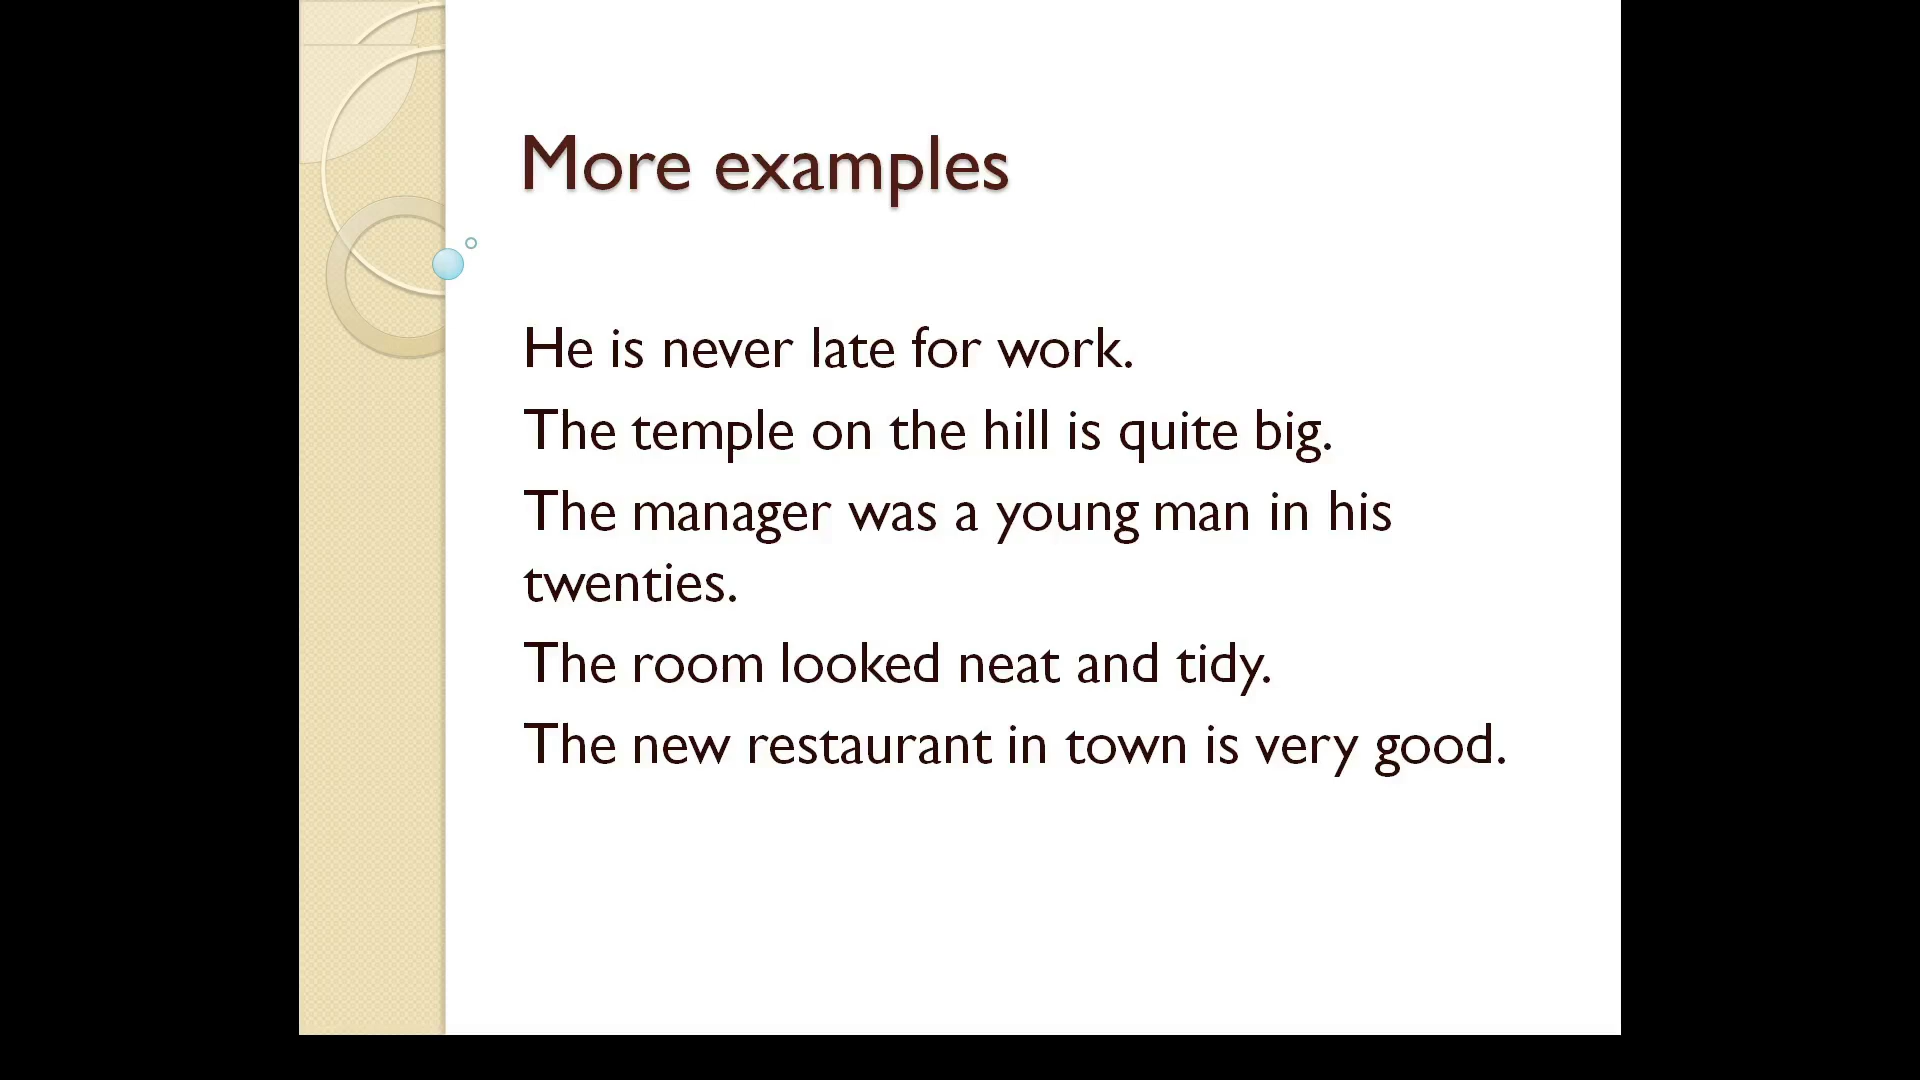 More examples
He is never late for work.
The temple on the hill is quite big.
The manager was a young man in his
twenties.
The room looked neat and tidy.
The new restaurant in town is very good.